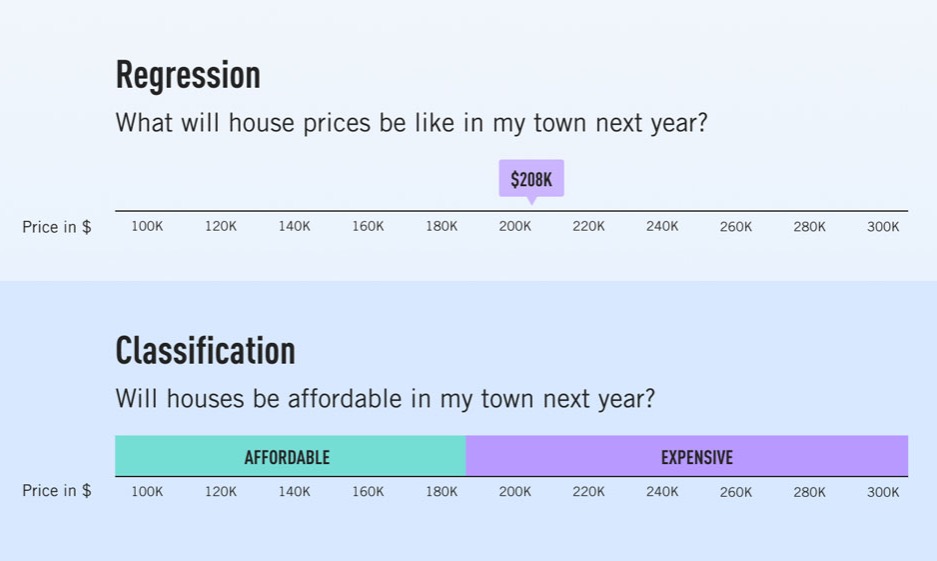 Regression
What will house prices be like in my town next year?
$208K
Price in $ 100K 120K 140K 160K 180K 200K 220K 240K 260K 280K 300K
Classification
Will houses be affordable in my town next year?
AFFORDABLE EXPENSIVE
Price in $ 100K 120K 140K 160K 180K 200K 220K 240K 260K 280K 300K